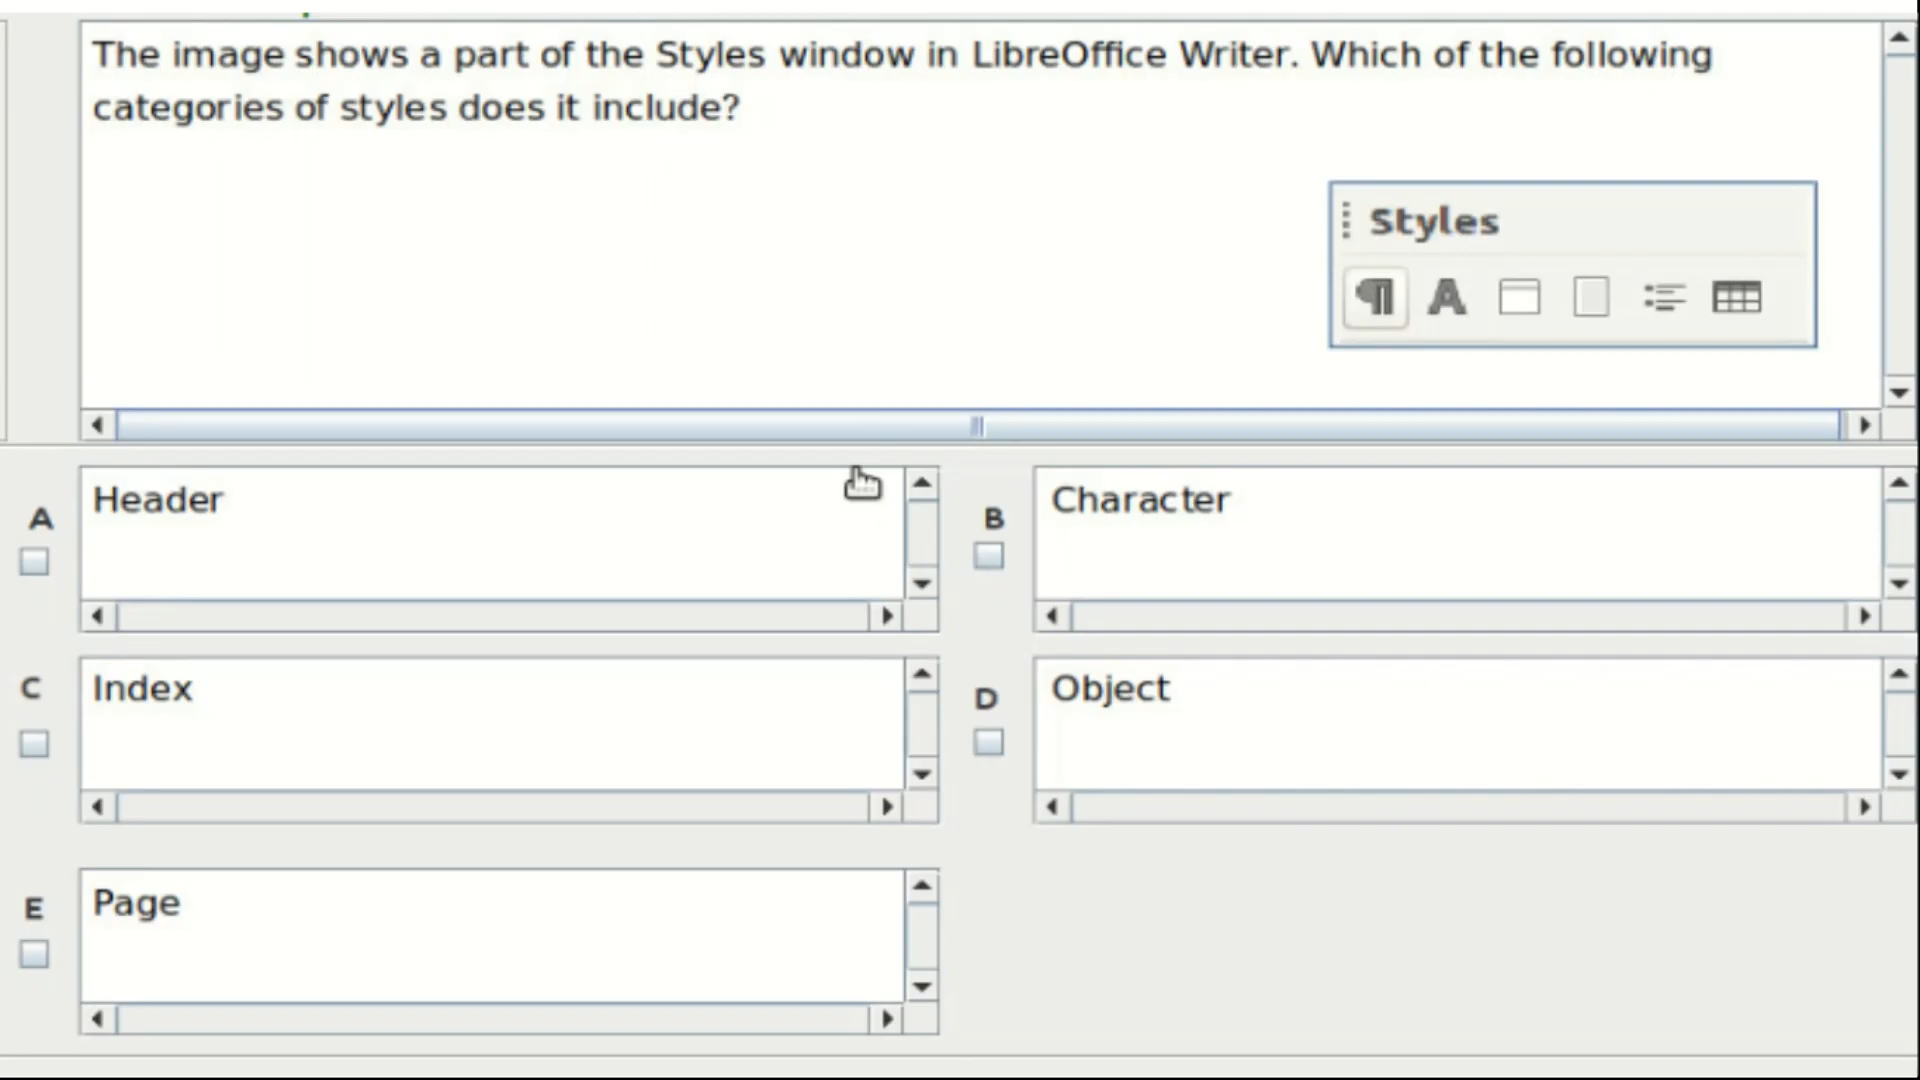 The image shows a part of the Styles window in LibreOffice Writer. Which of the following
categories of styles does it include?
Styles
A
Header
B
Character
C
Index
D
Object
E
Page